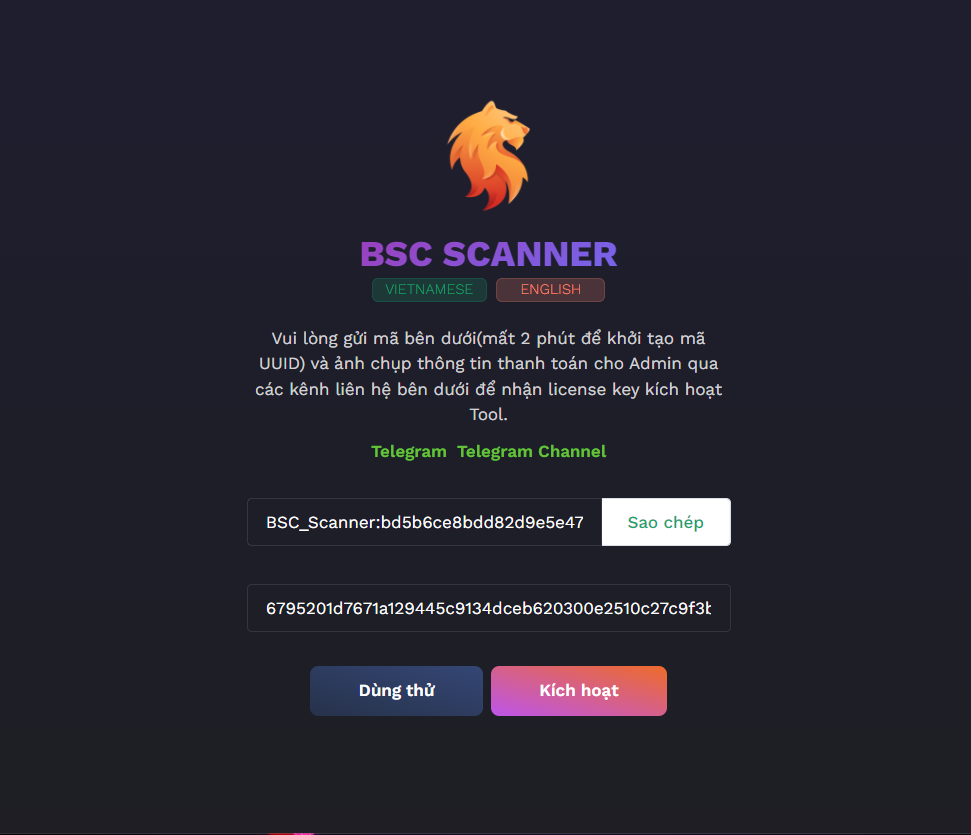 BSC SCANNER
VIETNAMESE ENGLISH
Vui lòng gửi mã bên dưới(mất 2 phút để khởi tạo mã
UUID) và ảnh chụp thông tin thanh toán cho Admin qua
các kênh liên hệ bên dưới để nhận license key kích hoạt
Tool.
Telegram Telegram Channel
BSC_Scanner:bd5b6ce8bdd82d9e5e47 Sao chép
6795201d7671a129445c9134dceb620300e2510c27c9f3b
Dùng thử Kích hoạt